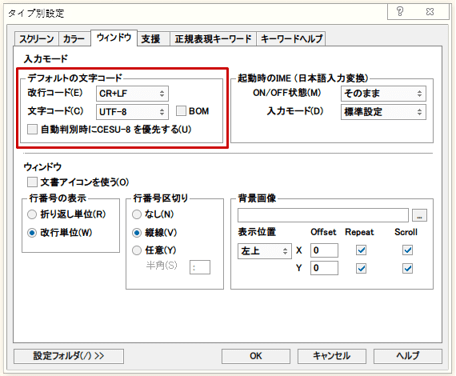 タイプ別設定
スクリーン カラー ウィンドウ 支援 正規表現キーワード キーワードヘルプ
入力モード
デフォルトの文字コード
改行コード(E) CR+LF
文字コード(C) UTF-8 BOM
自動判別時にCESU-8 を優先する(U)
起動時のIME (日本語入力変換)
ON/OFF状態(M) そのまま
入力モード(D) 標準設定
ウィンドウ
文書アイコンを使う(O)
行番号の表示
折り返し単位(R)
改行単位(W)
行番号区切り
なし(N)
縦線(V)
任意(Y)
半角(S) :
背景画像
...
表示位置 Offset Repeat Scroll
左上 X 0
Y 0
設定フォルダ(/) >> OK キャンセル ヘルプ